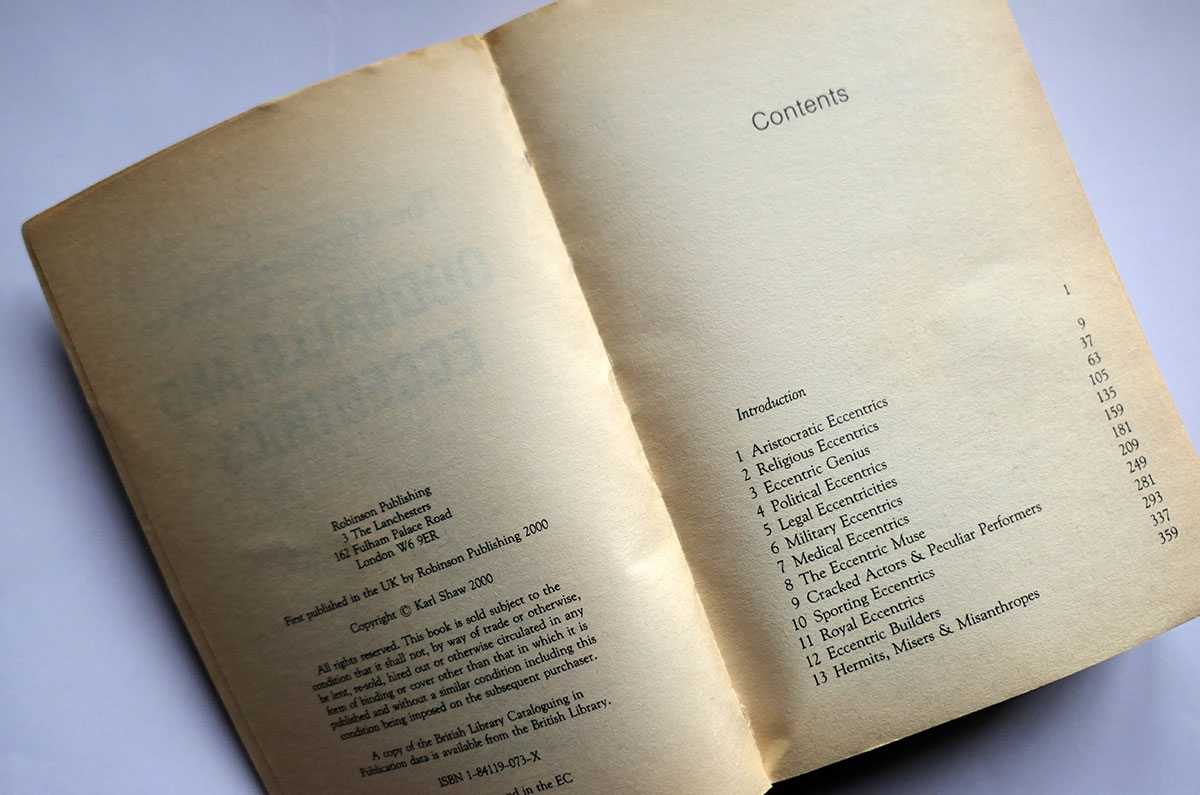 Robinson Publishing
3 The Lanchesters
162 Fulham Palace Road
London W6 9ER
First published in the UK by Robinson Publishing 2000
Copyright © Karl Shaw 2000
All rights reserved. This book is sold subject to the
condition that it shall not, by way of trade or otherwise,
be lent, re-sold, hired out or otherwise circulated in any
form of binding or cover other than that in which it is
published and without a similar condition including this
condition being imposed on the subsequent purchaser.
A copy of the British Library Cataloguing in
Publication data is available from the British Library.
ISBN 1-84119-073-X
in the EC
Contents
Introduction 1
1 Aristocratic Eccentrics 9
2 Religious Eccentrics 37
3 Eccentric Genius 63
4 Political Eccentrics 105
5 Legal Eccentricities 135
6 Military Eccentrics 159
7 Medical Eccentrics 181
8 The Eccentric Muse 209
9 Cracked Actors & Peculiar Performers 249
10 Sporting Eccentrics 281
11 Royal Eccentrics 293
12 Eccentric Builders 337
13 Hermits, Misers & Misanthropes 359